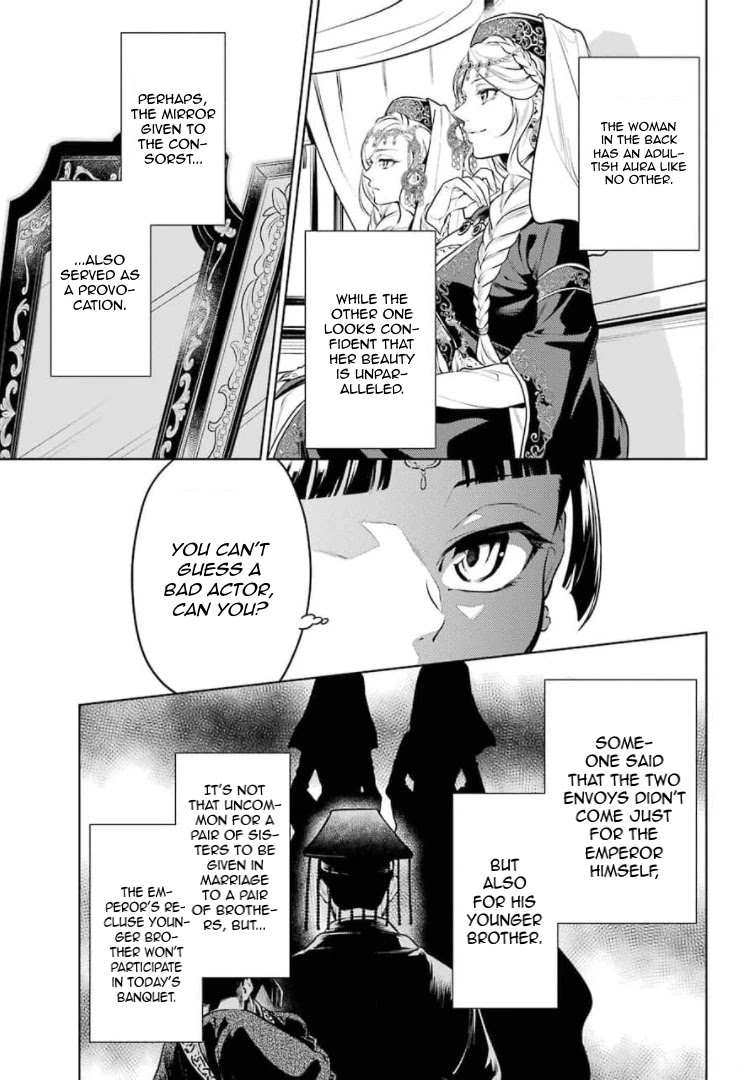 THE WOMAN
IN THE BACK
HAS AN ADUL-
TISH AURA LIKE
NO OTHER.
WHILE THE
OTHER ONE
LOOKS CON-
FIDENT THAT
HER BEAUTY
IS UNPAR-
ALLELED.
PERHAPS,
THE MIRROR
GIVEN TO
THE CON-
SORST...
...ALSO
SERVED AS
A PROVO-
CATION.
YOU CAN'T
GUESS A
BAD ACTOR,
CAN YOU?
SOME-
ONE SAID
THAT THE TWO
ENVOYS DIDN'T
COME JUST
FOR THE
EMPEROR
HIMSELF,
BUT
ALSO
FOR HIS
YOUNGER
BROTHER.
IT'S NOT
THAT UNCOM-
MON FOR A
PAIR OF SIS-
TERS TO BE
GIVEN IN
MARRIAGE
TO A PAIR
OF BROTHE-
RS, BUT...
THE EM-
PEROR'S RE-
CLUSE YOUN-
GER BRO-
THER WON'T
PARTICIPATE
IN TODAY'S
BANQUET.